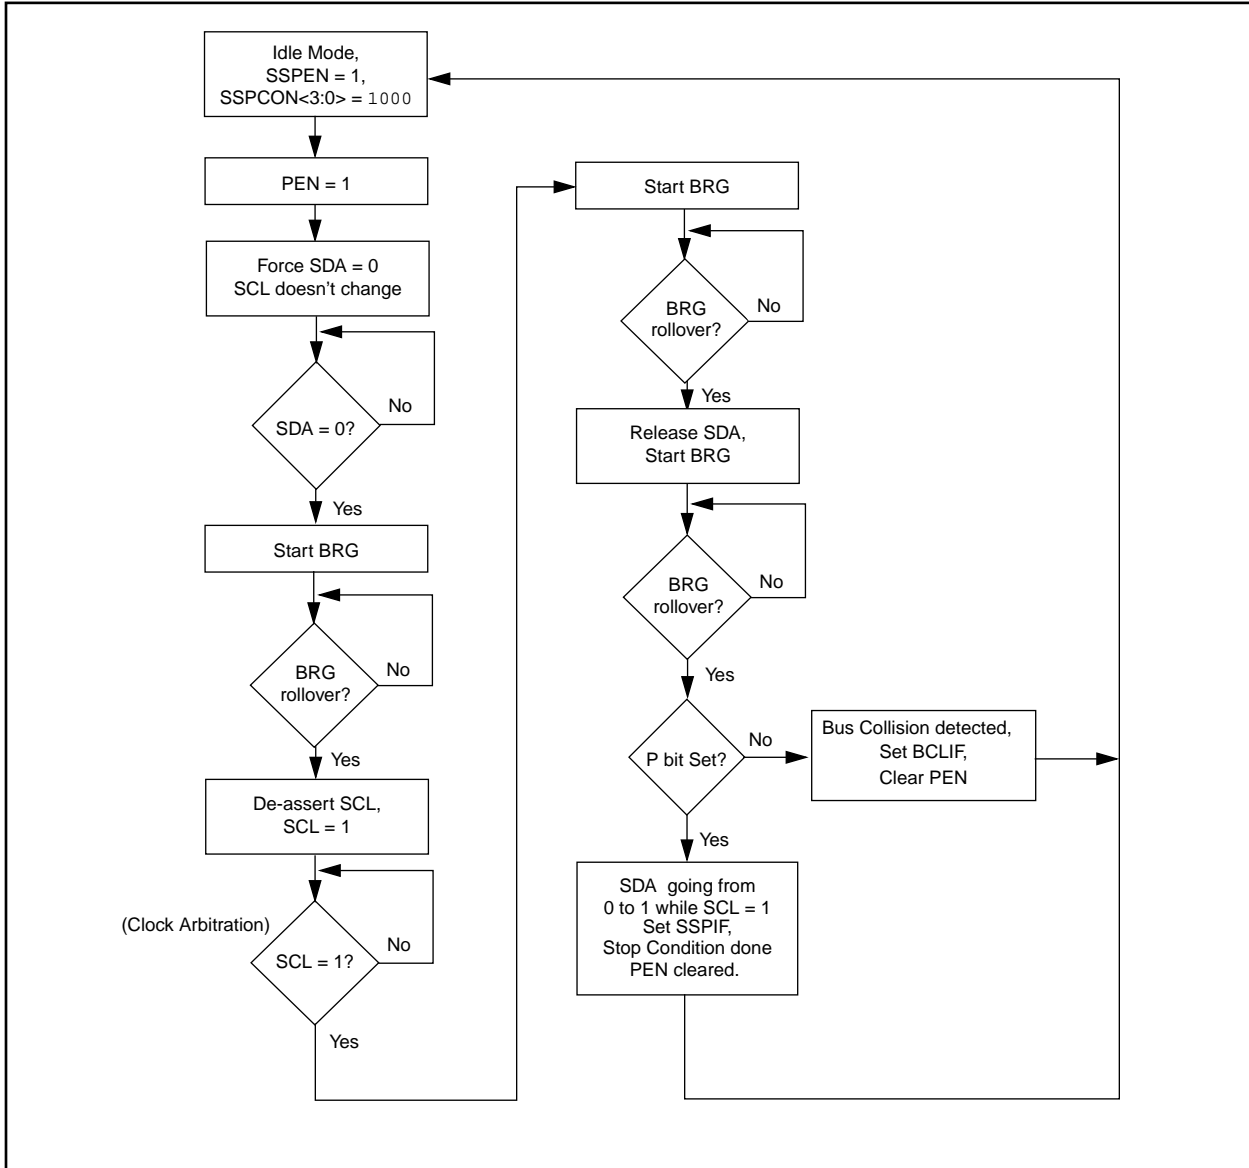 Idle Mode,
SSPEN = 1,
SSPCON<3:0> = 1000
PEN = 1
Force SDA = 0
SCL doesn't change
SDA = 0?
No
Yes
Start BRG
BRG
rollover?
No
Yes
De-assert SCL,
SCL = 1
(Clock Arbitration)
SCL = 1?
No
Yes
Start BRG
BRG
rollover?
No
Yes
Release SDA,
Start BRG
BRG
rollover?
No
Yes
P bit Set?
No
Bus Collision detected,
Set BCLIF,
Clear PEN
Yes
SDA going from
0 to 1 while SCL = 1
Set SSPIF,
Stop Condition done
PEN cleared.